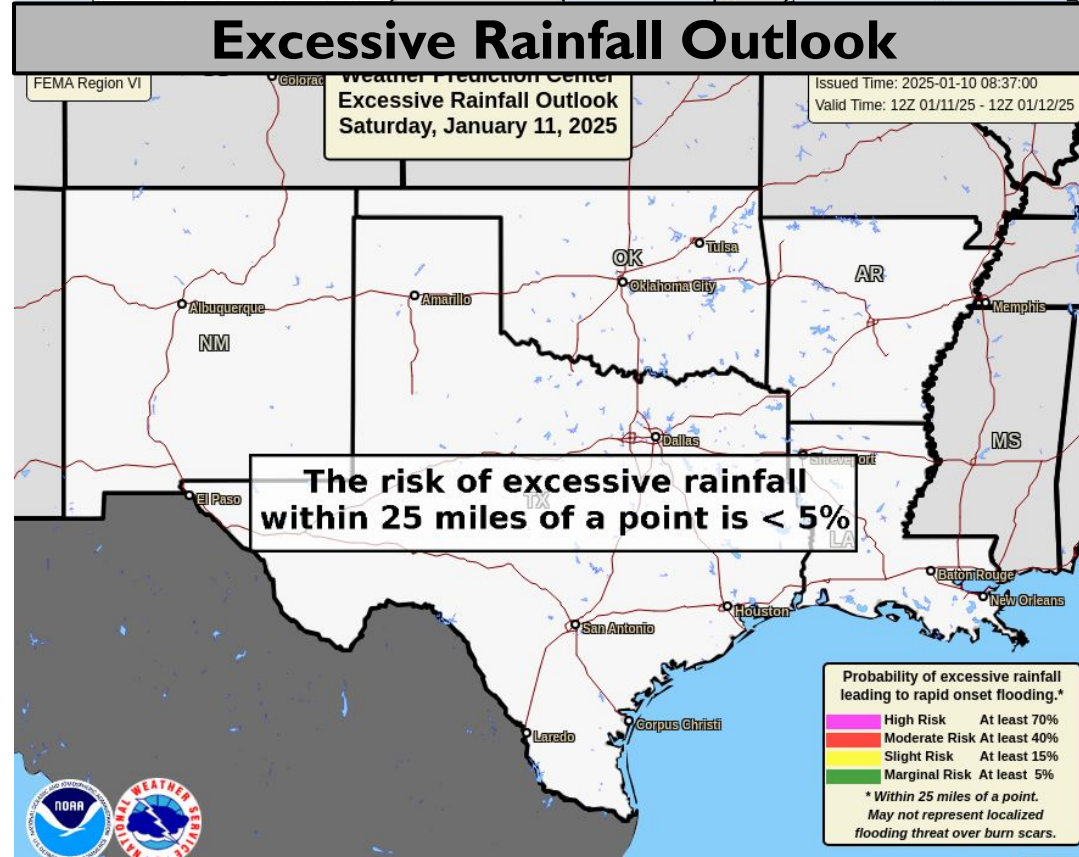 Excessive Rainfall Outlook
FEMA Region VI
Weather Prediction Center
Excessive Rainfall Outlook
Saturday, January 11, 2025
Issued Time: 2025-01-10 08:37:00
Valid Time: 12Z 01/11/25 - 12Z 01/12/25
Colorad
Tulsa
OK
Oklahoma City
AR
Albuquerque
Amarillo
Memphis
NM
Dallas
MS
Shreveport
The risk of excessive rainfall
within 25 miles of a point is < 5%
El Paso
TX
LA
Baton Rouge
New Orleans
Houston
San Antonio
Corpus Christi
Laredo
Probability of excessive rainfall
leading to rapid onset flooding.*
High Risk At least 70%
Moderate Risk At least 40%
Slight Risk At least 15%
Marginal Risk At least 5%
* Within 25 miles of a point.
May not represent localized
flooding threat over burn scars.
NOAA
NATIONAL WEATHER SERVICE